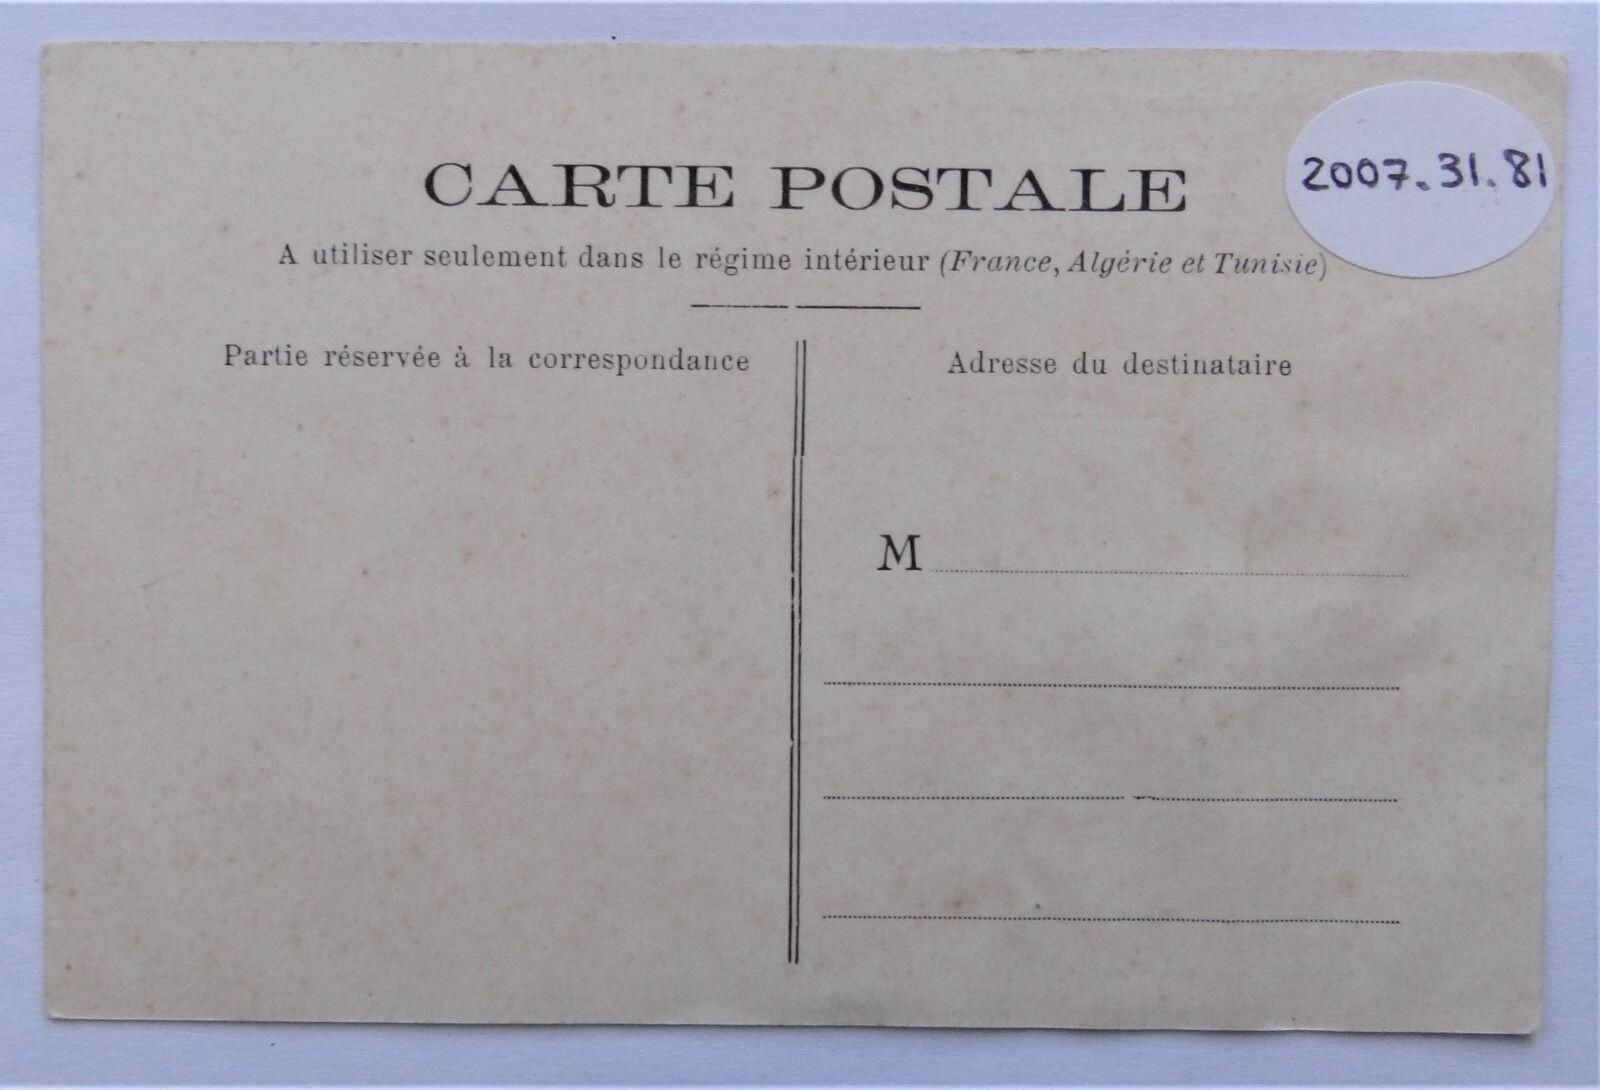 CARTE POSTALE
2007.31.81
A utiliser seulement dans le régime intérieur (France, Algérie et Tunisie)
Partie réservée à la correspondance
Adresse du destinataire
M